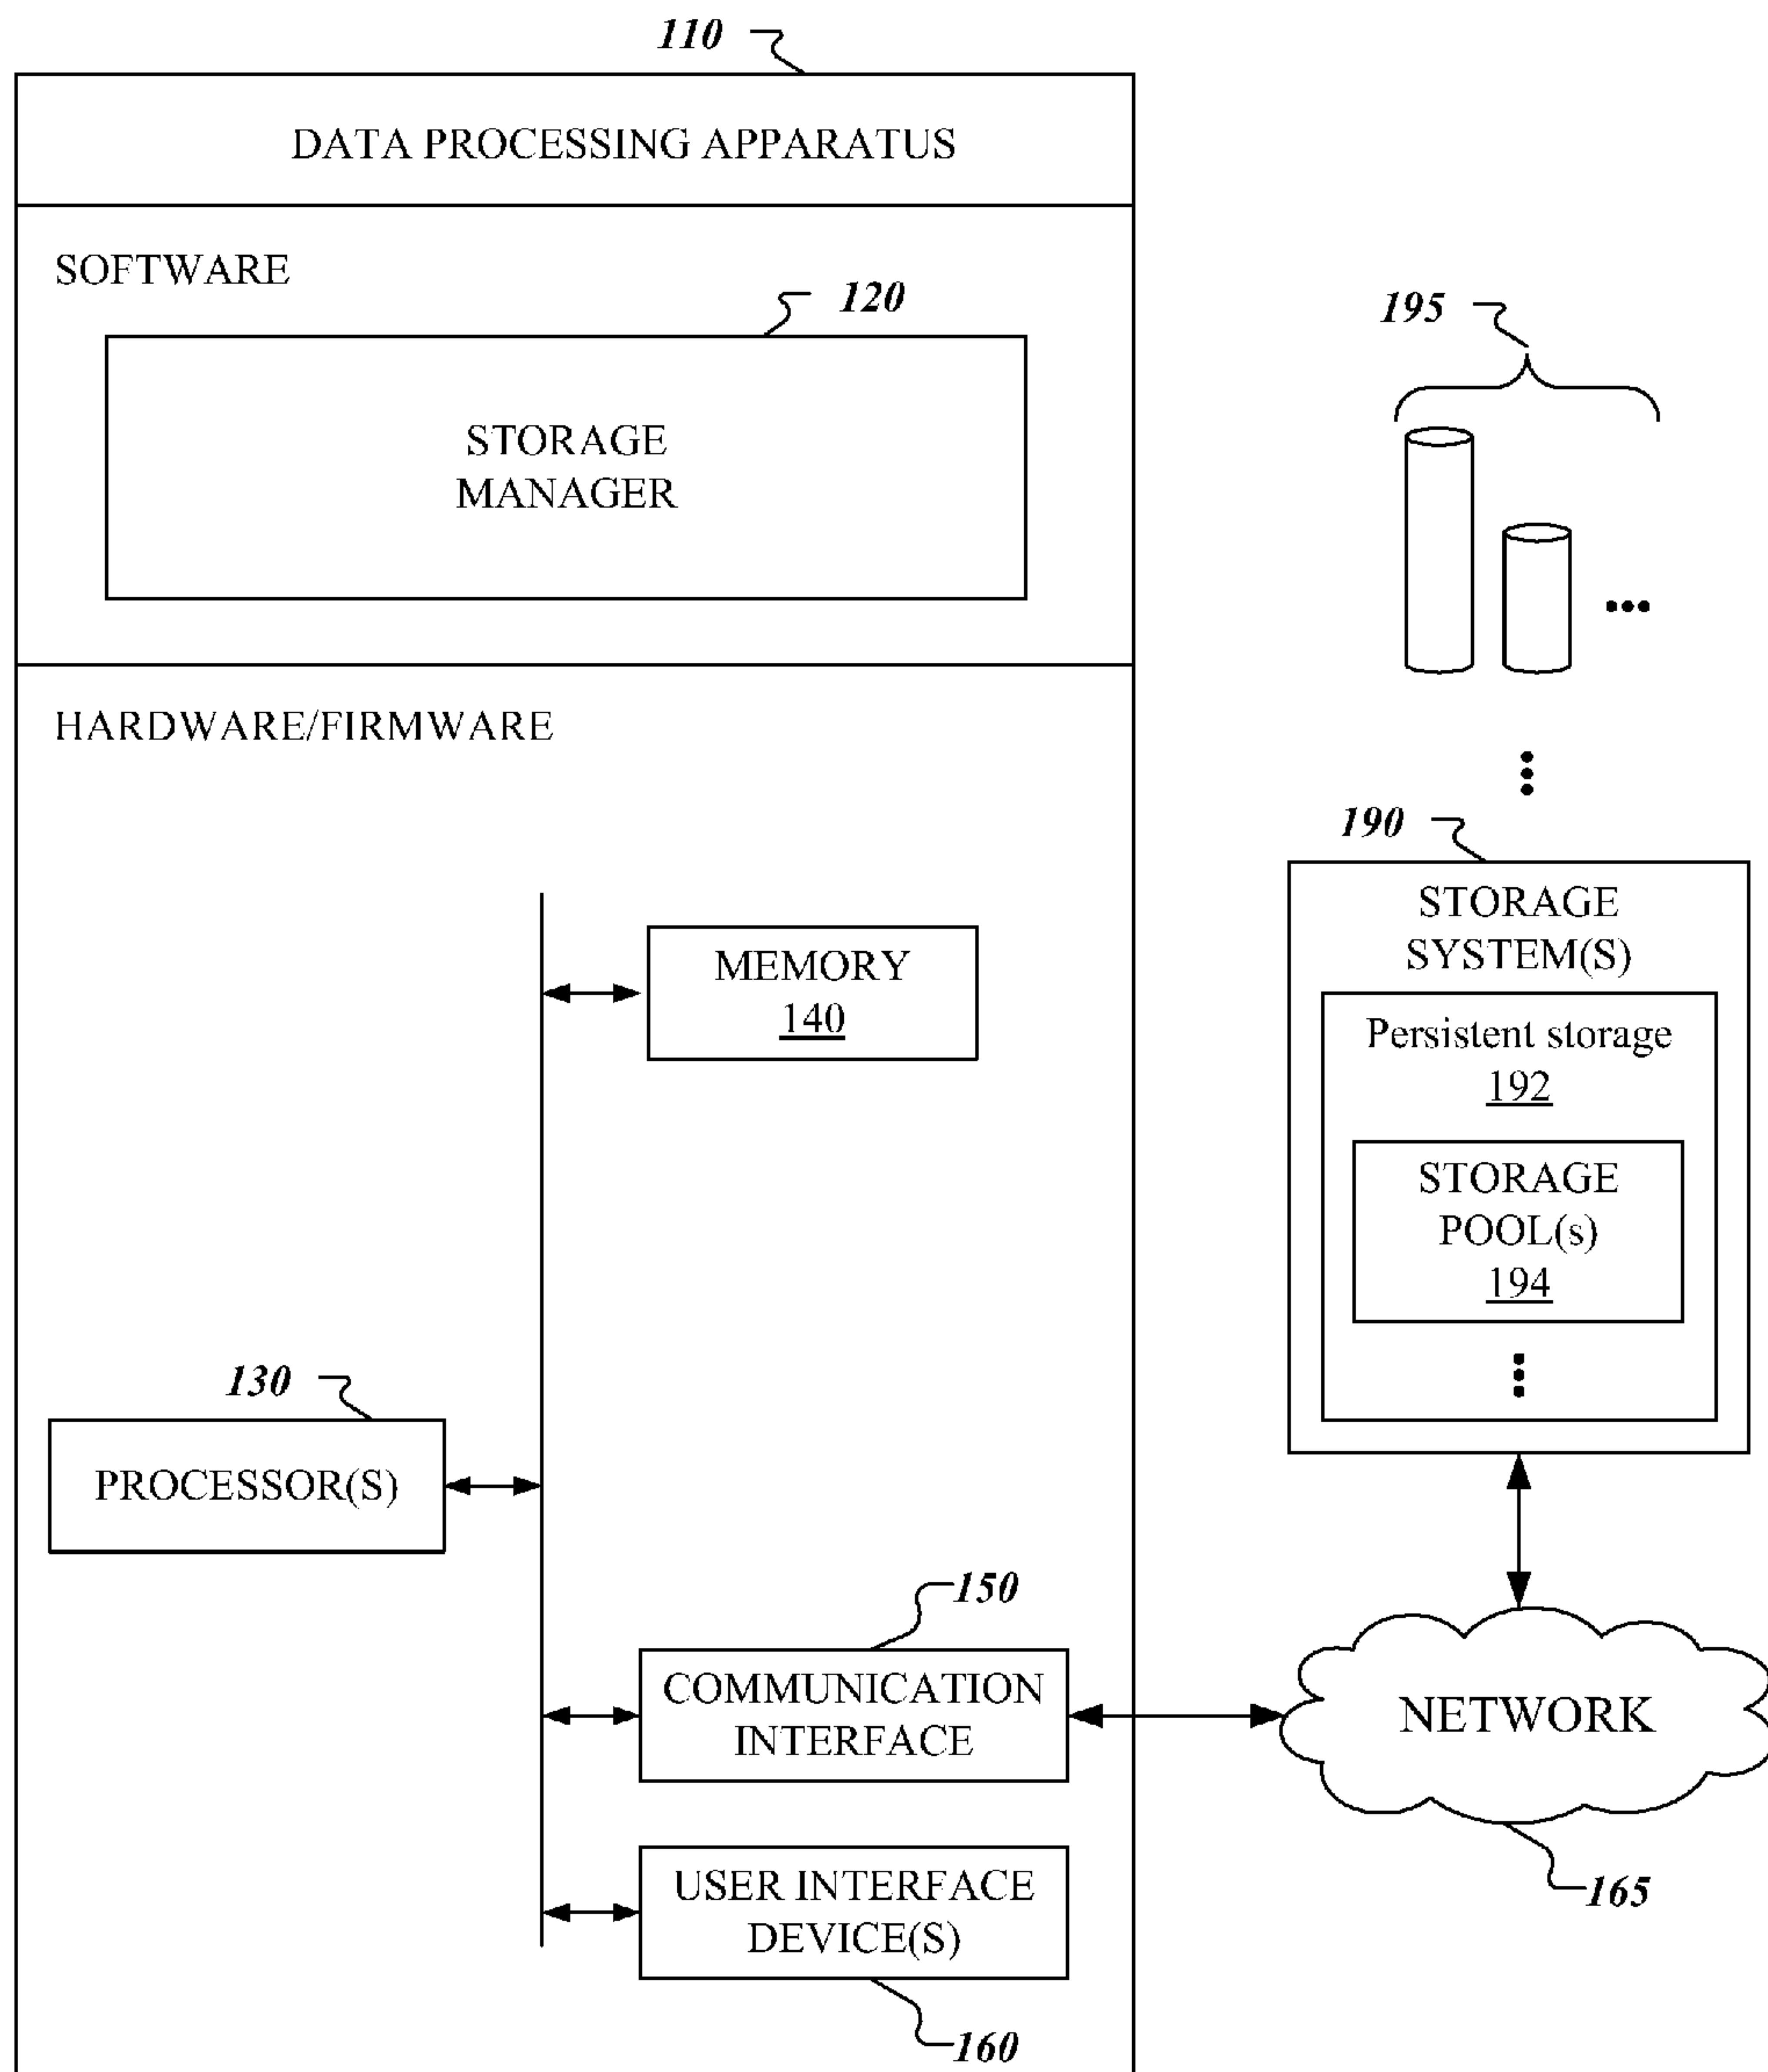 110
DATA PROCESSING APPARATUS
SOFTWARE
120
STORAGE
MANAGER
HARDWARE/FIRMWARE
MEMORY
140
130
PROCESSOR(S)
150
COMMUNICATION
INTERFACE
USER INTERFACE
DEVICE(S)
160
195
190
STORAGE
SYSTEM(S)
Persistent storage
192
STORAGE
POOL(s)
194
NETWORK
165